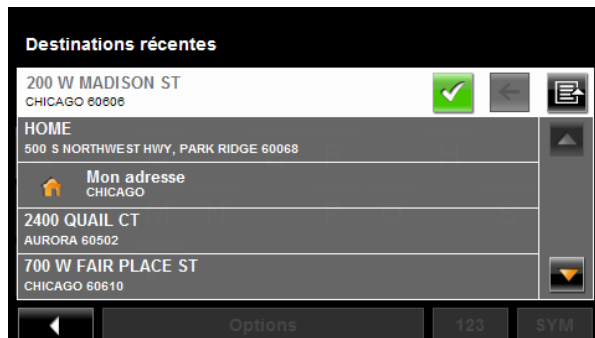 Destinations récentes
200 W MADISON ST
CHICAGO 60606
HOME
500 S NORTHWEST HWY, PARK RIDGE 60068
Mon adresse
CHICAGO
2400 QUAIL CT
AURORA 60502
700 W FAIR PLACE ST
CHICAGO 60610
Options 123 SYM